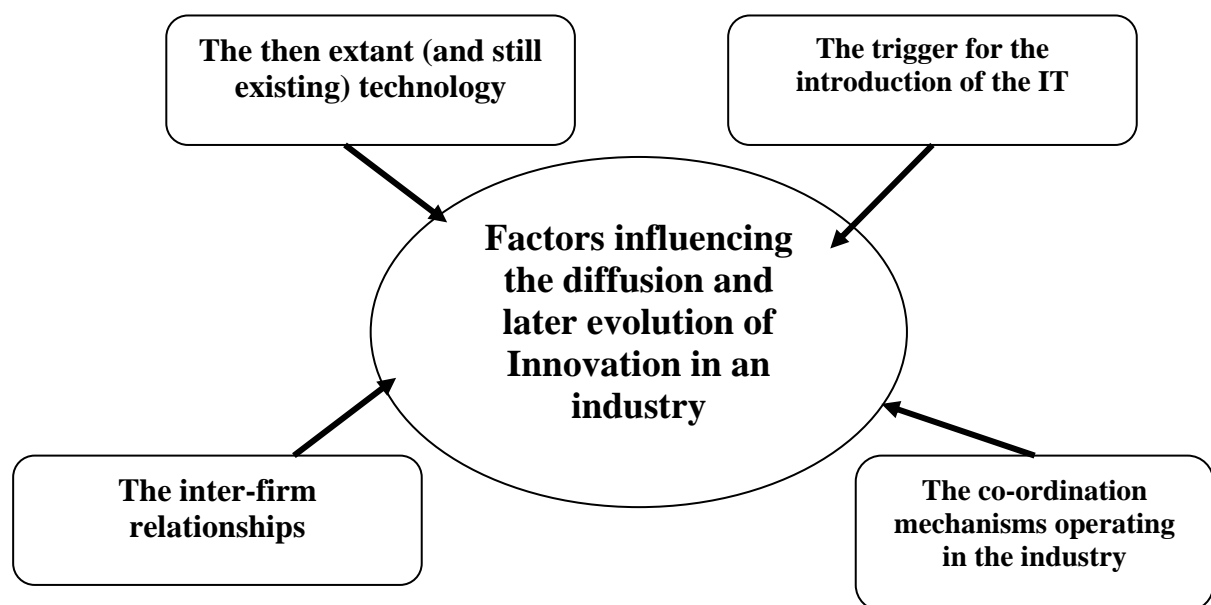 The then extant (and still
existing) technology
The trigger for the
introduction of the IT
Factors influencing
the diffusion and
later evolution of
Innovation in an
industry
The inter-firm
relationships
The co-ordination
mechanisms operating
in the industry